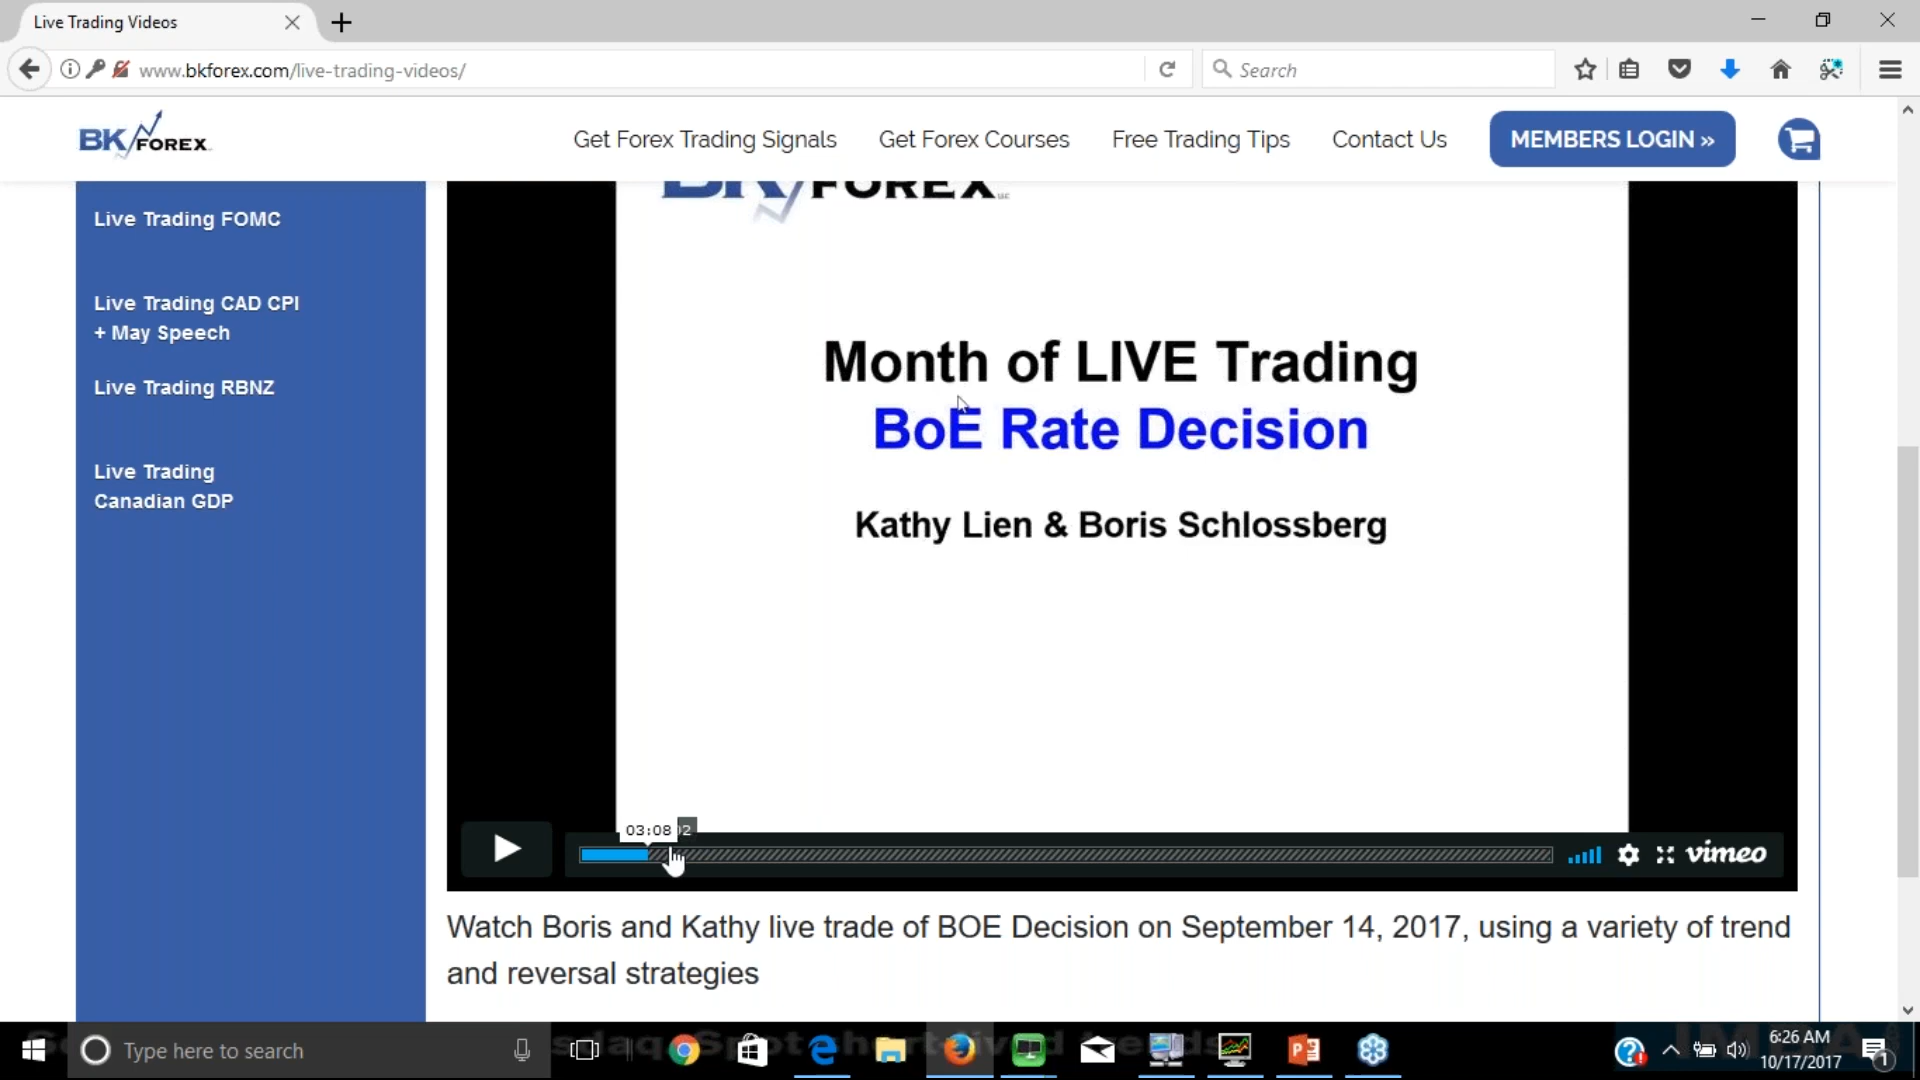 Live Trading Videos
www.bkforex.com/live-trading-videos/
Search
BK FOREX
Get Forex Trading Signals
Get Forex Courses
Free Trading Tips
Contact Us
MEMBERS LOGIN »
BK FOREX LLC
Live Trading FOMC
Live Trading CAD CPI
+ May Speech
Live Trading RBNZ
Live Trading
Canadian GDP
Month of LIVE Trading
BoE Rate Decision
Kathy Lien & Boris Schlossberg
03:08
vimeo
Watch Boris and Kathy live trade of BOE Decision on September 14, 2017, using a variety of trend
and reversal strategies
Type here to search
6:26 AM
10/17/2017
1